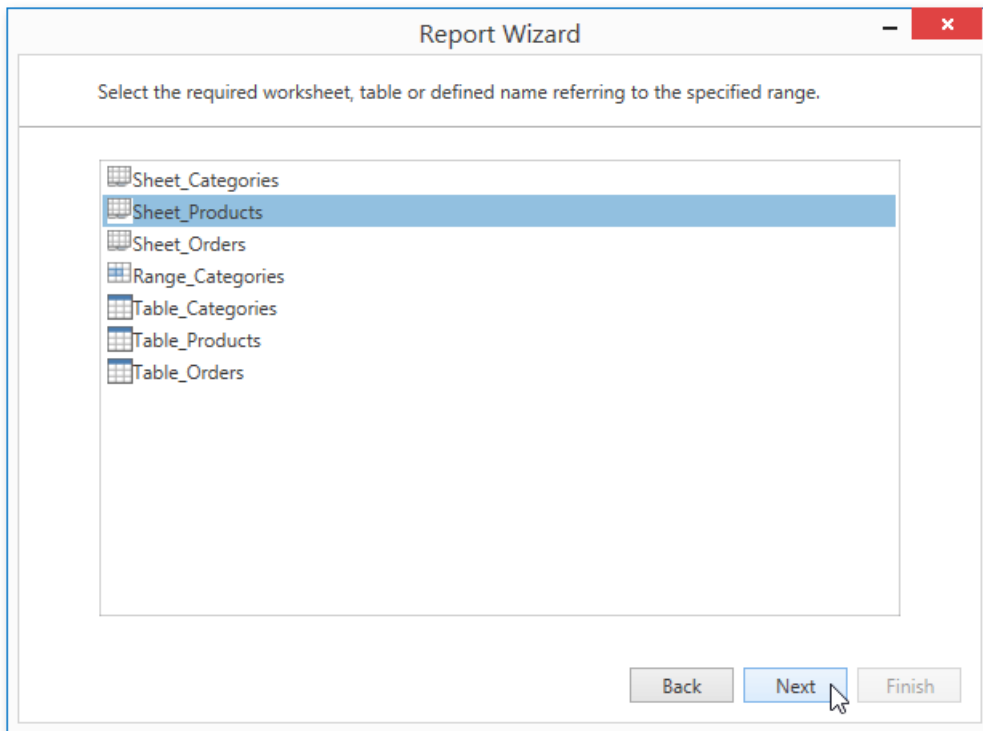 Report Wizard
Select the required worksheet, table or defined name referring to the specified range.
Sheet_Categories
Sheet_Products
Sheet_Orders
Range_Categories
Table_Categories
Table_Products
Table_Orders
Back Next Finish